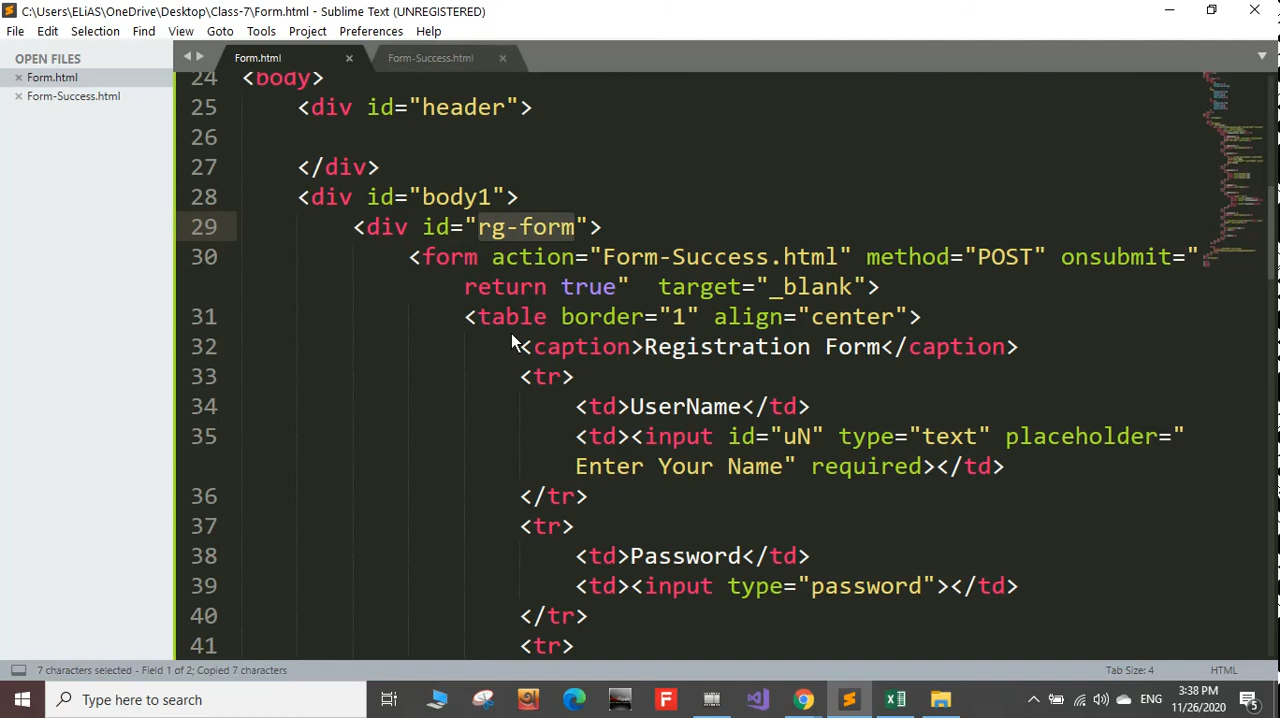 C:\Users\ELiAS\OneDrive\Desktop\Class-7\Form.html - Sublime Text (UNREGISTERED)
File Edit Selection Find View Goto Tools Project Preferences Help
OPEN FILES
Form.html
Form-Success.html
Form.html Form-Success.html
24 <body>
25 <div id="header">
26
27 </div>
28 <div id="body1">
29 <div id="rg-form">
30 <form action="Form-Success.html" method="POST" onsubmit="
return true"  target="_blank">
31 <table border="1" align="center">
32 <caption>Registration Form</caption>
33 <tr>
34 <td>UserName</td>
35 <td><input id="uN" type="text" placeholder="
Enter Your Name" required></td>
36 </tr>
37 <tr>
38 <td>Password</td>
39 <td><input type="password"></td>
40 </tr>
41 <tr>
7 characters selected - Field 1 of 2; Copied 7 characters Tab Size: 4 HTML
Type here to search
F
ENG
3:38 PM
11/26/2020
5